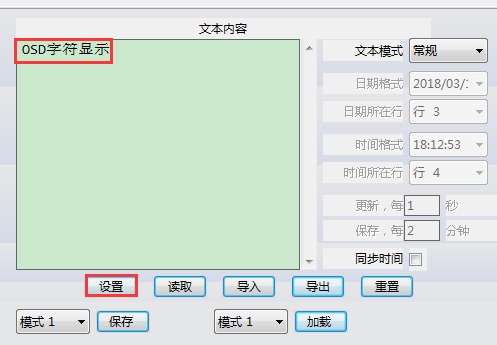 文本内容
OSD字符显示
文本模式 常规
日期格式 2018/03/
日期所在行 行 3
时间格式 18:12:53
时间所在行 行 4
更新，每 1 秒
保存，每 2 分钟
同步时间
设置 读取 导入 导出 重置
模式 1 保存 模式 1 加载